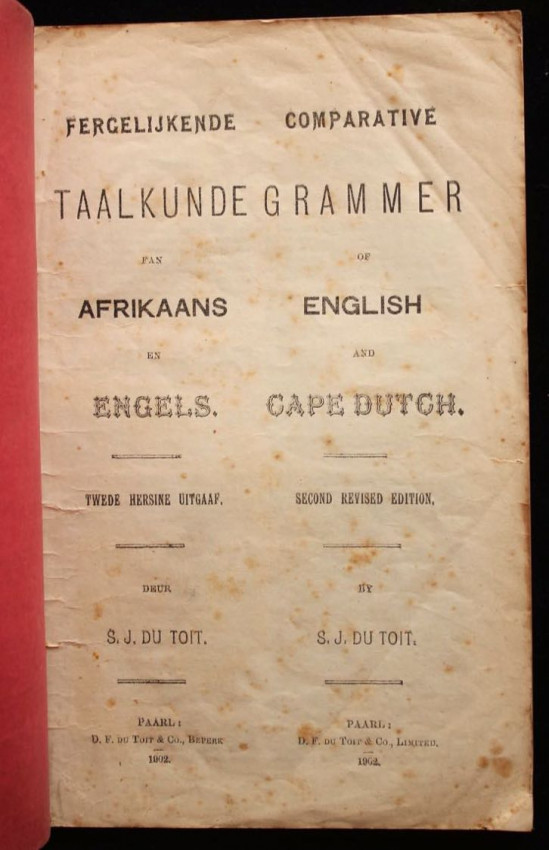 FERGELIJKENDE
TAALKUNDE
FAN
AFRIKAANS
EN
ENGELS.
TWEDE HERSINE UITGAAF,
DEUR
S. J. DU TOIT.
PAARL:
D. F. DU TOIT & Co., BEPERK
1902.
COMPARATIVE
GRAMMER
OF
ENGLISH
AND
CAPE DUTCH.
SECOND REVISED EDITION,
BY
S. J. DU TOIT.
PAARL:
D. F. DU TOIT & Co., LIMITED,
1902.